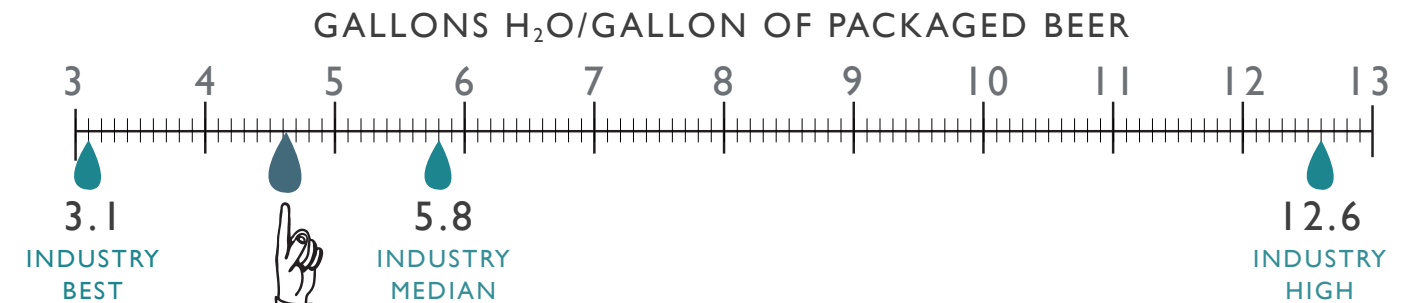 GALLONS H₂O/GALLON OF PACKAGED BEER
3 4 5 6 7 8 9 10 11 12 13
3.1 5.8 12.6
INDUSTRY INDUSTRY INDUSTRY
BEST MEDIAN HIGH